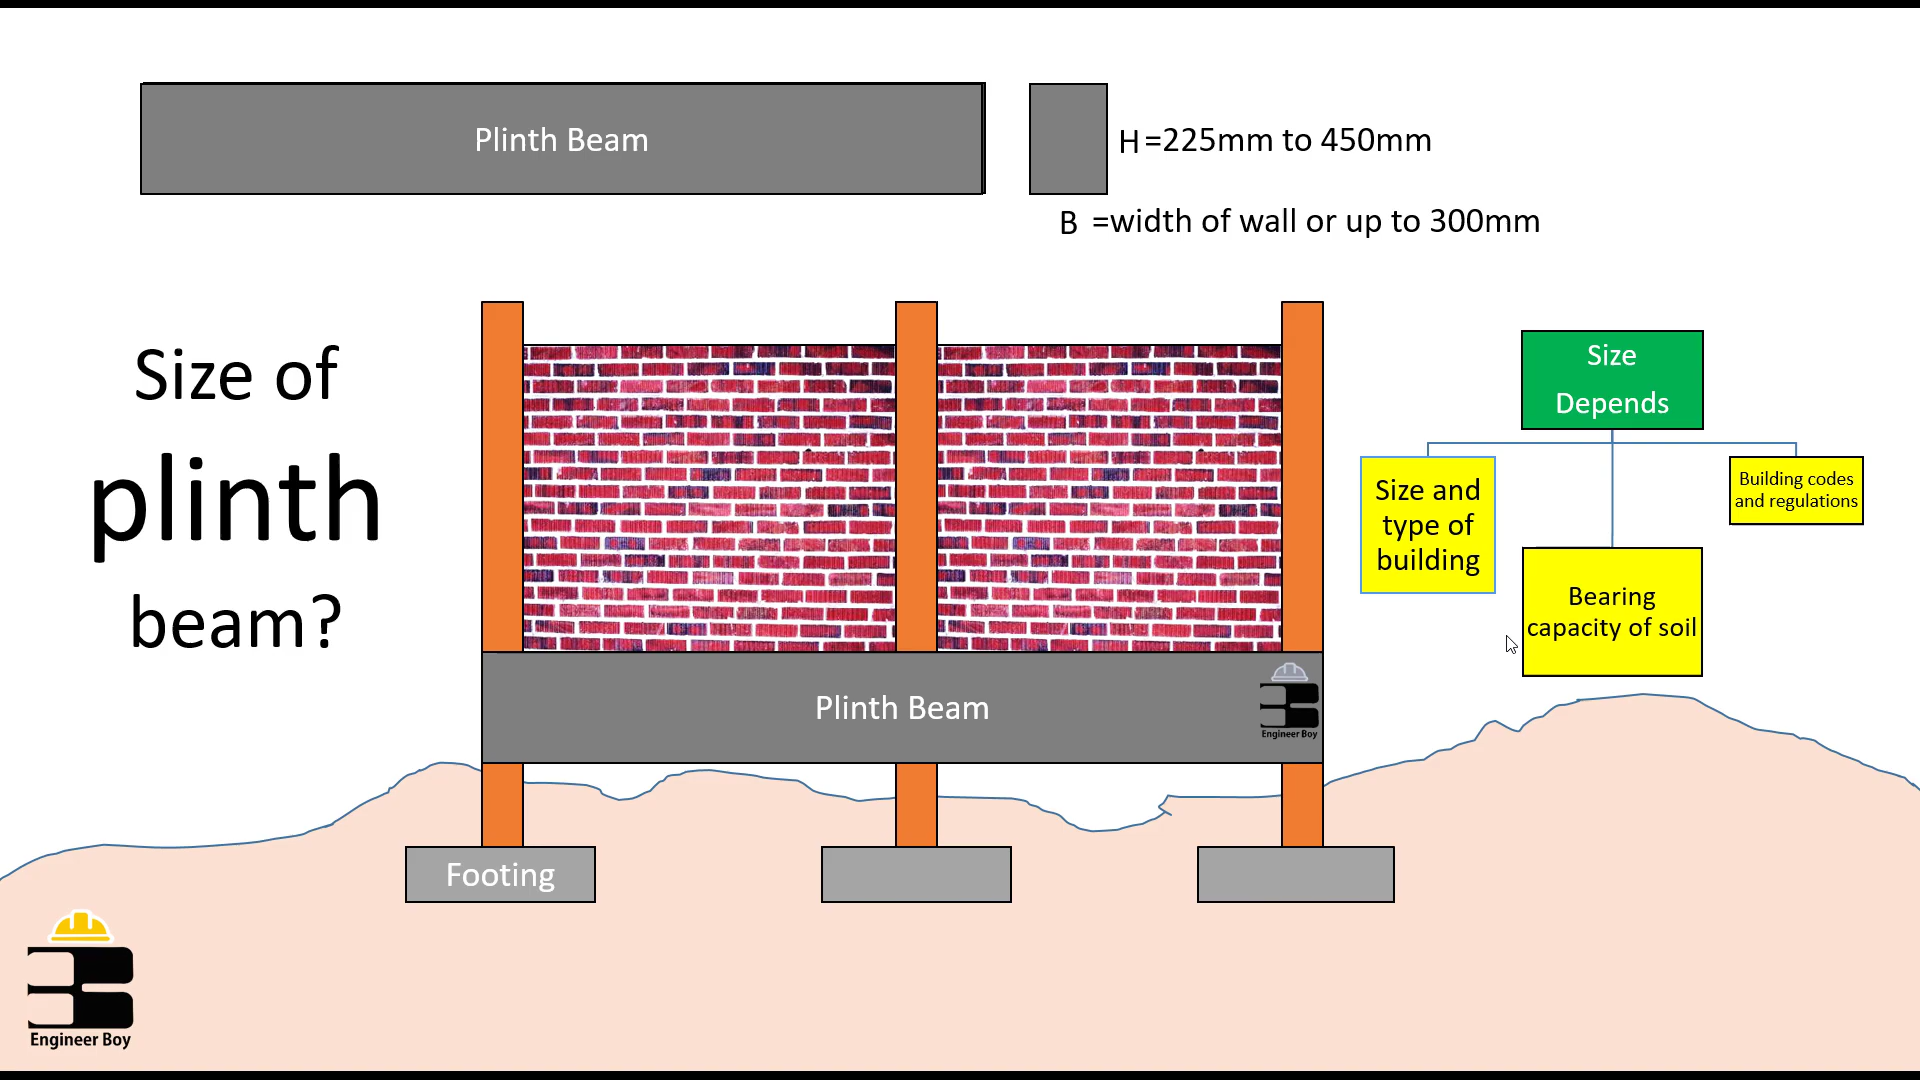 Plinth Beam
H =225mm to 450mm
B =width of wall or up to 300mm
Size of
plinth
beam?
Size
Depends
Size and
type of
building
Building codes
and regulations
Bearing
capacity of soil
Plinth Beam
Engineer Boy
Footing
Engineer Boy